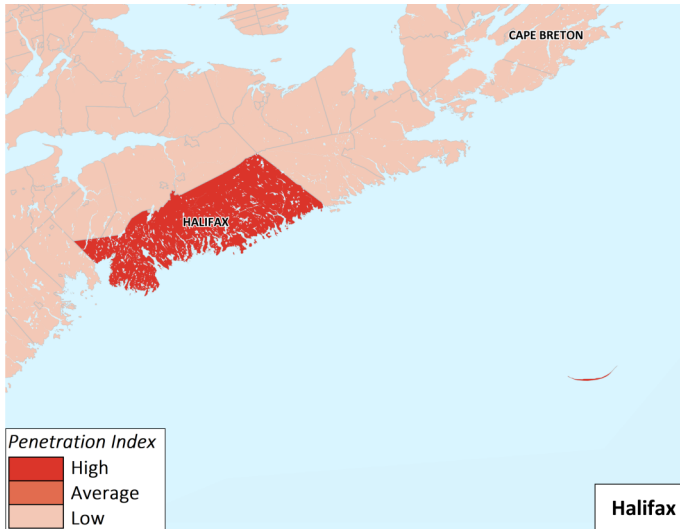 CAPE BRETON
HALIFAX
Penetration Index
High
Average
Low
Halifax